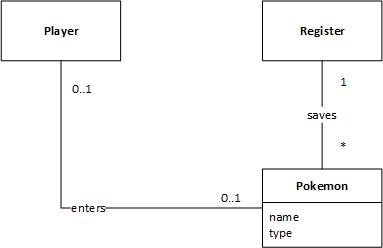 Player
Register
0..1
1
saves
*
Pokemon
0..1
enters
name
type